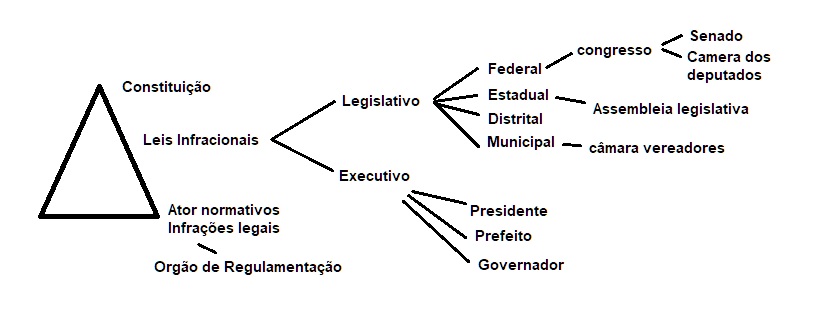 Constituição
Leis Infracionais
Ator normativos
Infrações legais
Orgão de Regulamentação
Legislativo
Federal
congresso
Senado
Camera dos
deputados
Estadual
Assembleia legislativa
Distrital
Municipal
câmara vereadores
Executivo
Presidente
Prefeito
Governador